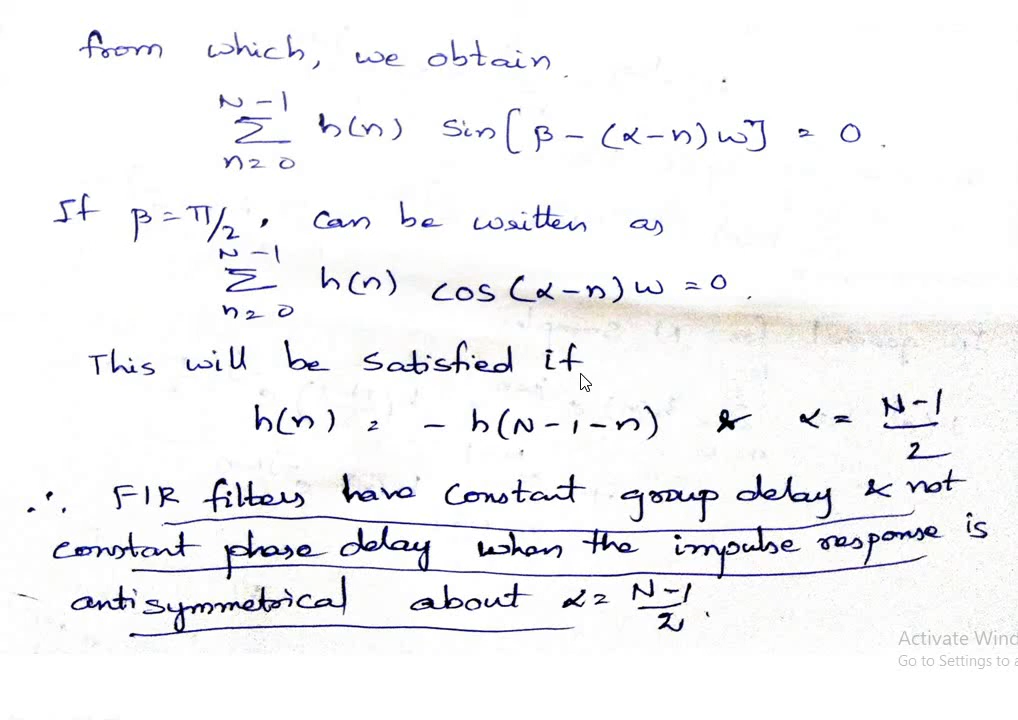 from which, we obtain.
N-1
Σ h(n) sin[β - (α-n)ω] = 0.
n=0
If β = π/2, can be written as
N-1
Σ h(n) cos(α-n)ω = 0.
n=0
This will be satisfied if
h(n) = - h(N-1-n) & α = N-1/2
∴ FIR filters have constant group delay & not
constant phase delay when the impulse response is
antisymmetrical about α = N-1/2.
Activate Wind
Go to Settings to a